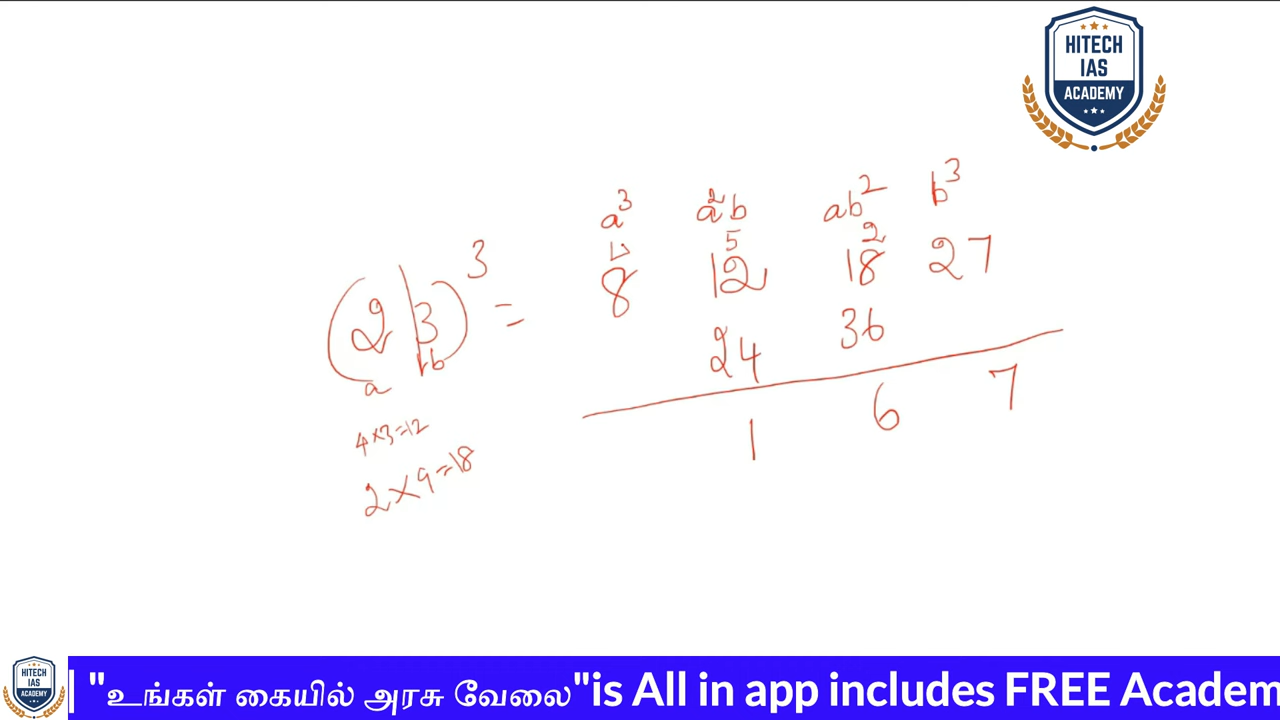 HITECH
IAS
ACADEMY
a³ a²b ab² b³
5 2
(2|3)³ = 8 12 18 27
a b
24 36
4×3=12
1 6 7
2×9=18
HITECH
IAS
ACADEMY
"உங்கள் கையில் அரசு வேலை"is All in app includes FREE Academ